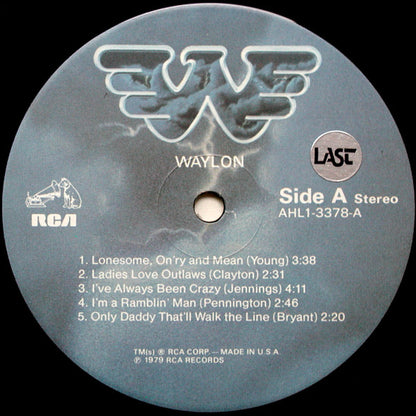 WAYLON
LAST
Side A Stereo
AHL1-3378-A
RCA
1. Lonesome, On'ry and Mean (Young) 3:38
2. Ladies Love Outlaws (Clayton) 2:31
3. I've Always Been Crazy (Jennings) 4:11
4. I'm a Ramblin' Man (Pennington) 2:46
5. Only Daddy That'll Walk the Line (Bryant) 2:20
TM(s) ® RCA CORP. — MADE IN U.S.A.
℗ 1979 RCA RECORDS